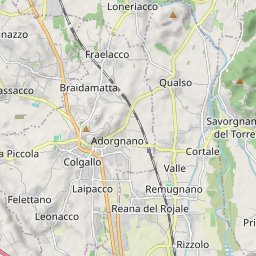 Loneriacco
nazzo
Fraelacco
assacco
Braidamatta
Qualso
Savorgnan
del Torre
Adorgnano
a Piccola
Cortale
Colgallo
Valle
Laipacco
Remugnano
Felettano
Reana del Rojale
Leonacco
Pri
Rizzolo